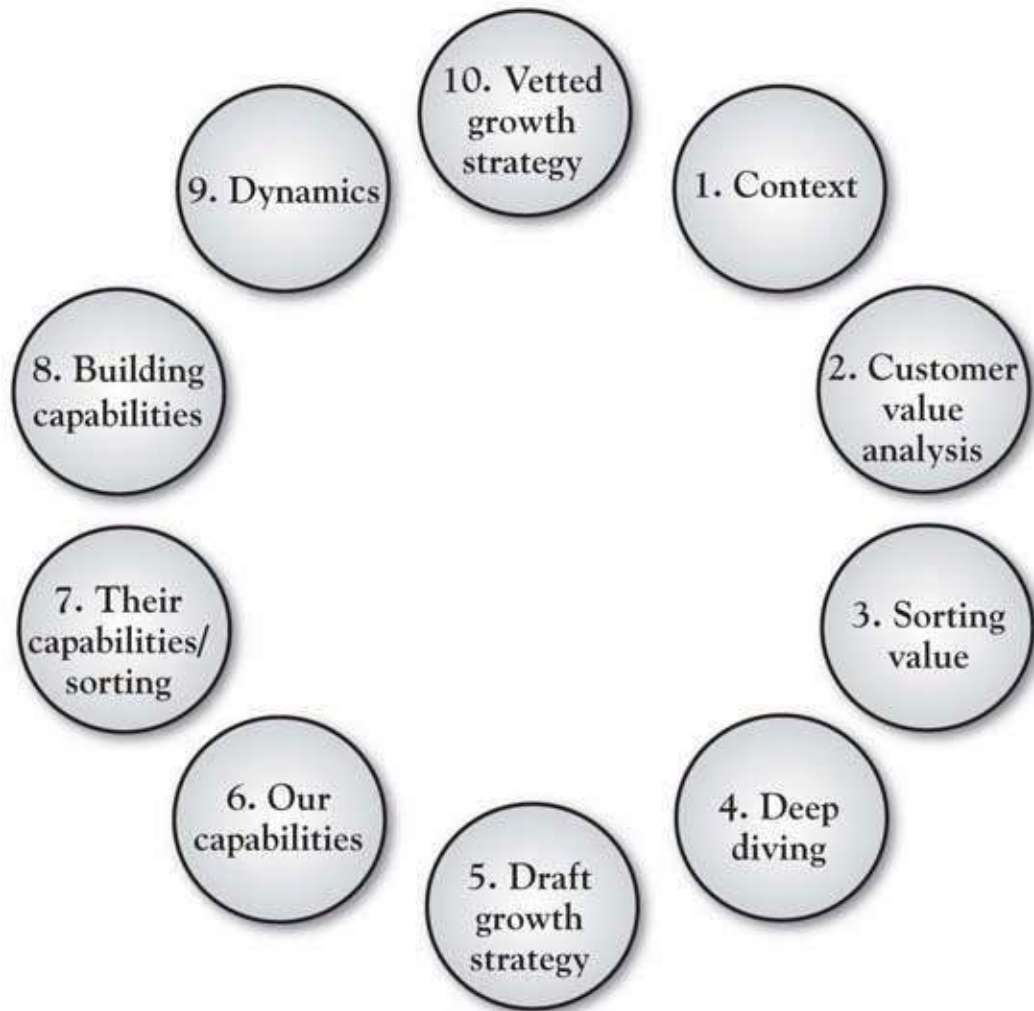 10. Vetted
growth
strategy
1. Context
2. Customer
value
analysis
3. Sorting
value
4. Deep
diving
5. Draft
growth
strategy
6. Our
capabilities
7. Their
capabilities/
sorting
8. Building
capabilities
9. Dynamics